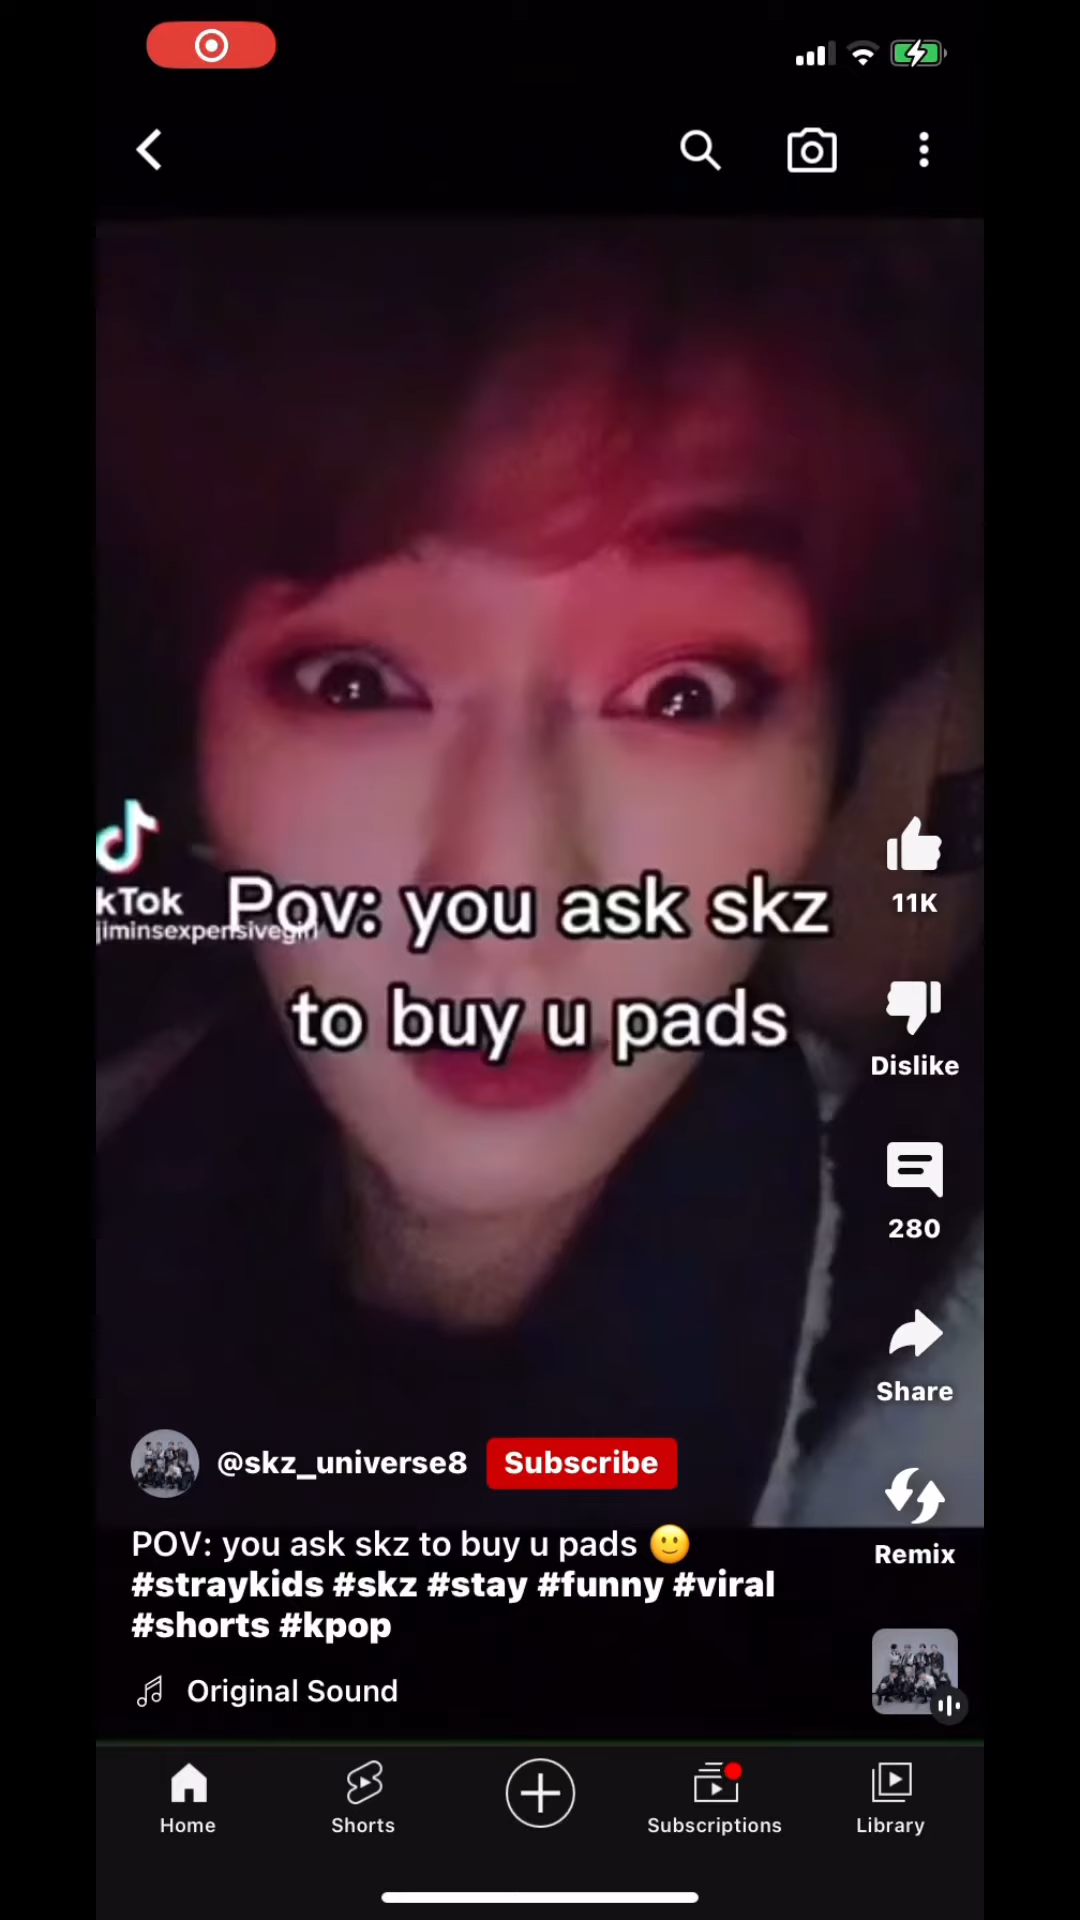 kTok
jiminsexpensivegirl
Pov: you ask skz
to buy u pads
11K
Dislike
280
Share
Remix
@skz_universe8
Subscribe
POV: you ask skz to buy u pads 🙂
#straykids #skz #stay #funny #viral
#shorts #kpop
Original Sound
Home
Shorts
Subscriptions
Library